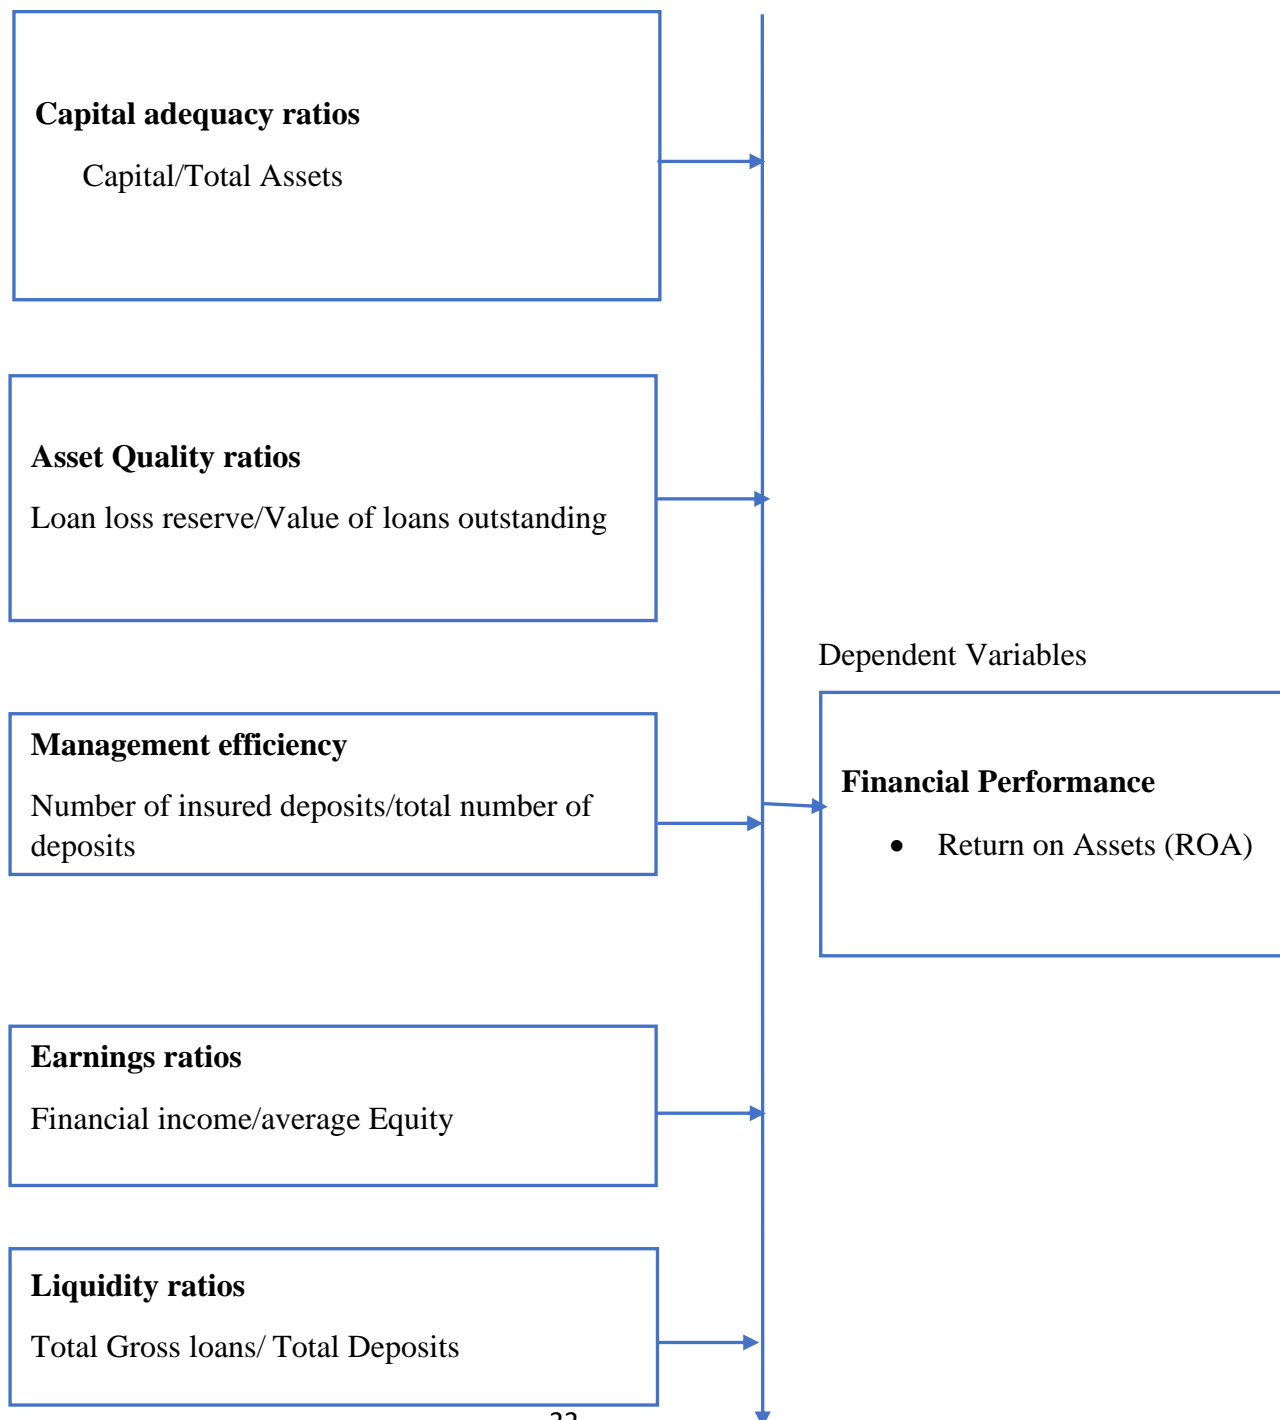 Capital adequacy ratios
Capital/Total Assets
Asset Quality ratios
Loan loss reserve/Value of loans outstanding
Dependent Variables
Management efficiency
Number of insured deposits/total number of
deposits
Financial Performance
• Return on Assets (ROA)
Earnings ratios
Financial income/average Equity
Liquidity ratios
Total Gross loans/ Total Deposits